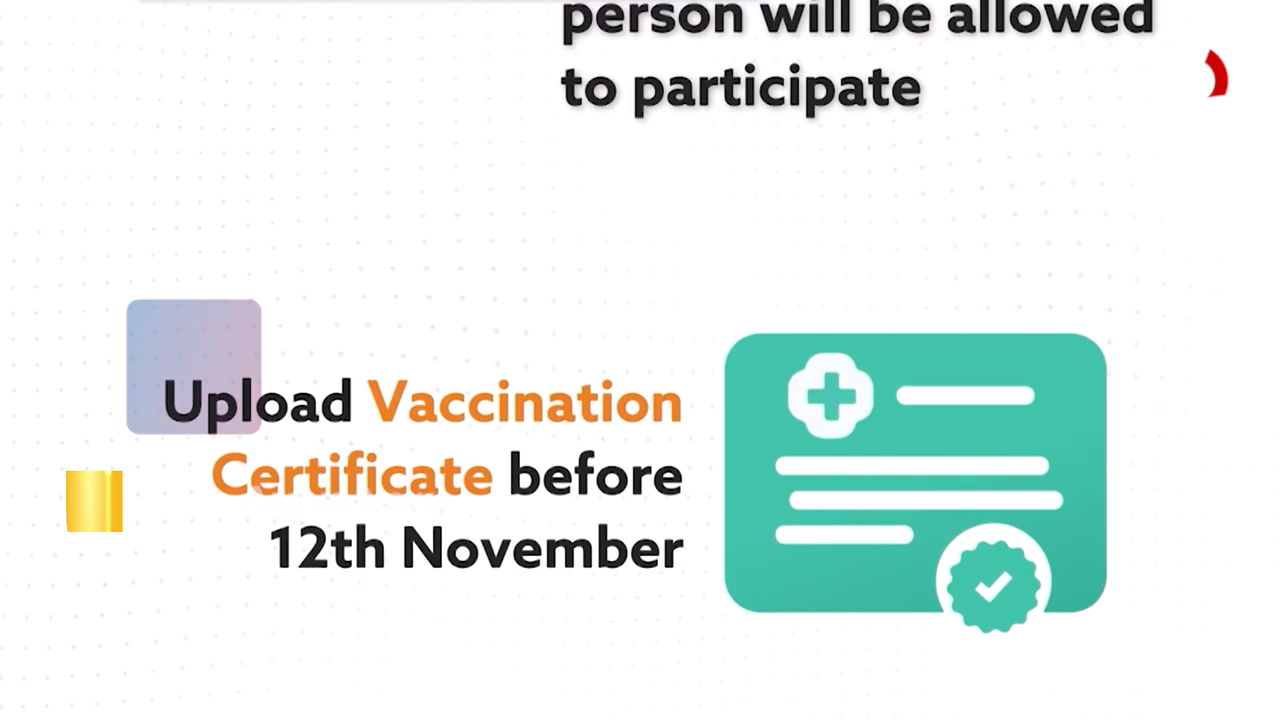 person will be allowed
to participate
Upload Vaccination
Certificate before
12th November